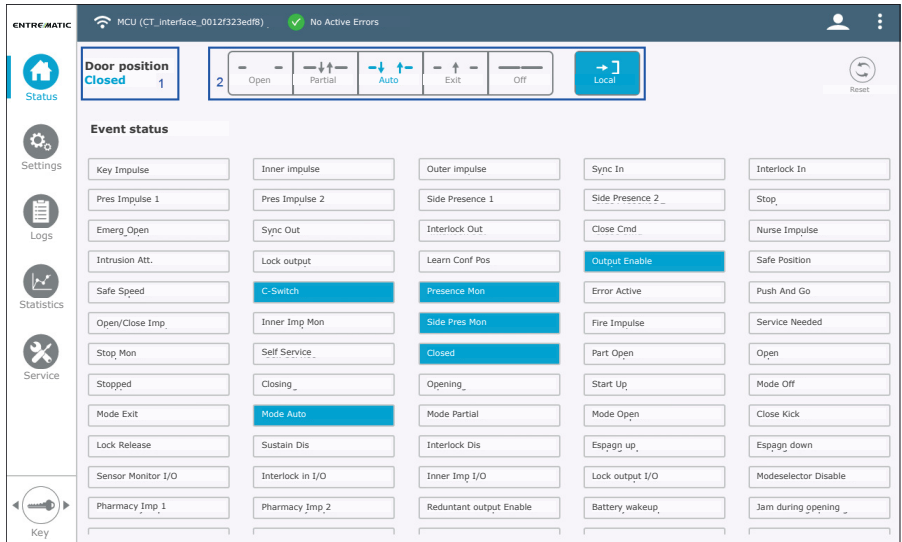 ENTREMATIC
MCU (CT_interface_0012f323edf8)
No Active Errors
Door position
Closed
1
2
Open
Partial
Auto
Exit
Off
Local
Reset
Status
Settings
Logs
Statistics
Service
Key
Event status
Key Impulse
Inner impulse
Outer impulse
Sync In
Interlock In
Pres Impulse 1
Pres Impulse 2
Side Presence 1
Side Presence 2
Stop
Emerg Open
Sync Out
Interlock Out
Close Cmd
Nurse Impulse
Intrusion Att.
Lock output
Learn Conf Pos
Output Enable
Safe Position
Safe Speed
C-Switch
Presence Mon
Error Active
Push And Go
Open/Close Imp
Inner Imp Mon
Side Pres Mon
Fire Impulse
Service Needed
Stop Mon
Self Service
Closed
Part Open
Open
Stopped
Closing
Opening
Start Up
Mode Off
Mode Exit
Mode Auto
Mode Partial
Mode Open
Close Kick
Lock Release
Sustain Dis
Interlock Dis
Espagn up
Espagn down
Sensor Monitor I/O
Interlock in I/O
Inner Imp I/O
Lock output I/O
Modeselector Disable
Pharmacy Imp 1
Pharmacy Imp 2
Reduntant output Enable
Battery wakeup
Jam during opening